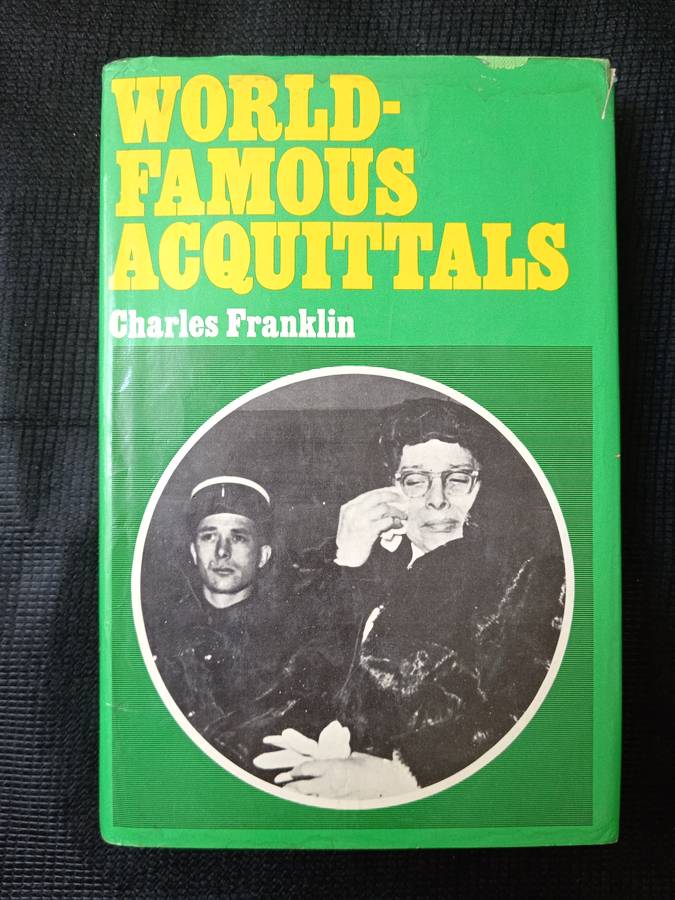 WORLD-
FAMOUS
ACQUITTALS
Charles Franklin